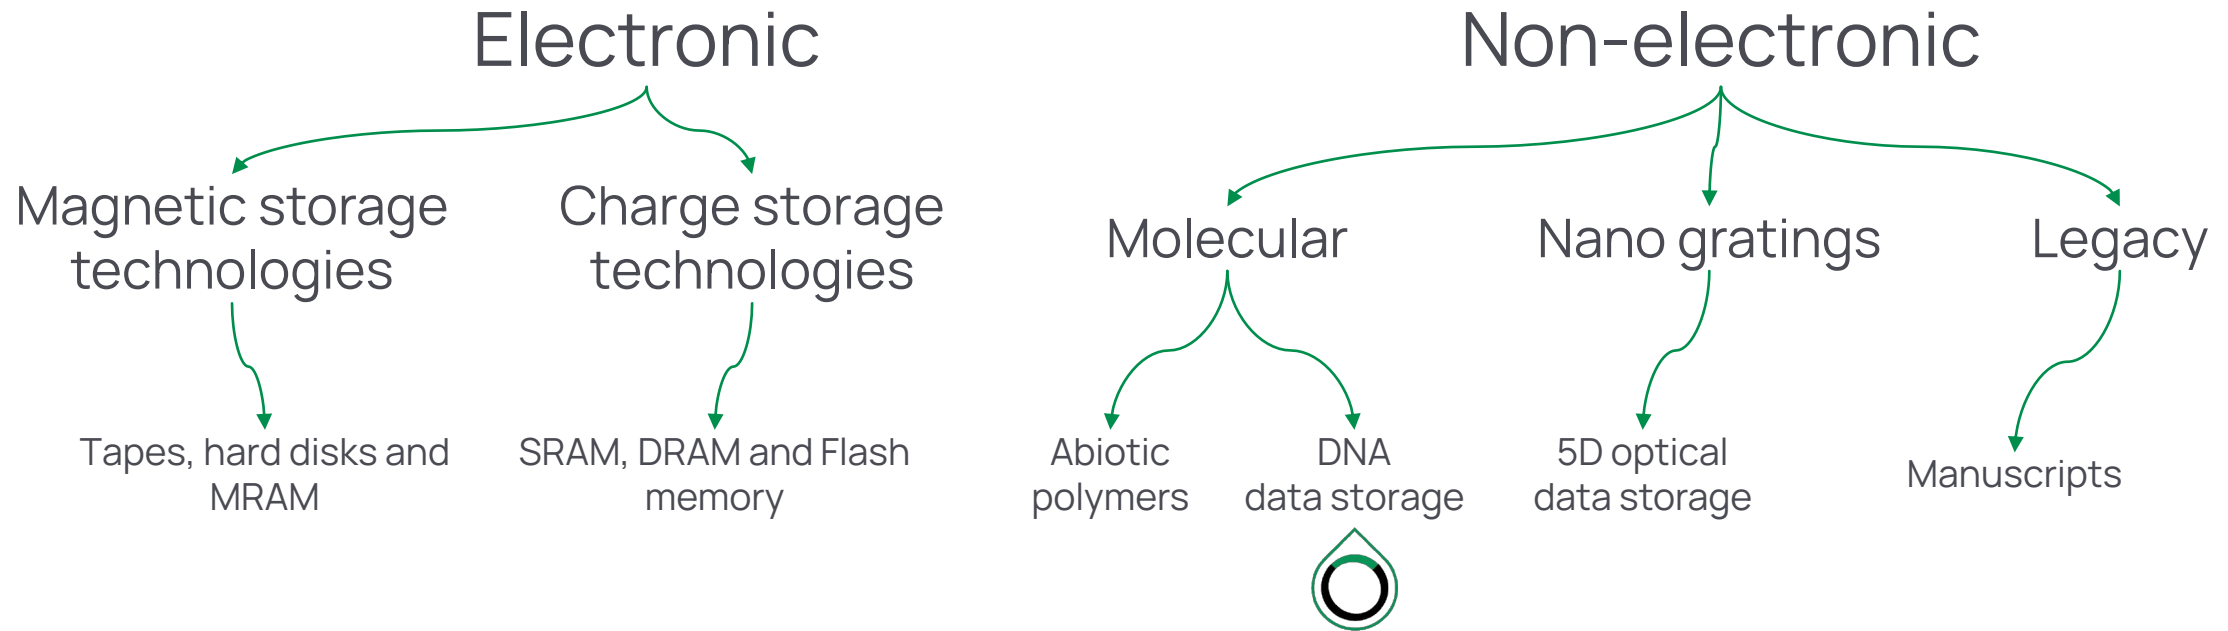 Electronic
Non-electronic
Magnetic storage
technologies
Charge storage
technologies
Molecular
Nano gratings
Legacy
Tapes, hard disks and
MRAM
SRAM, DRAM and Flash
memory
Abiotic
polymers
DNA
data storage
5D optical
data storage
Manuscripts